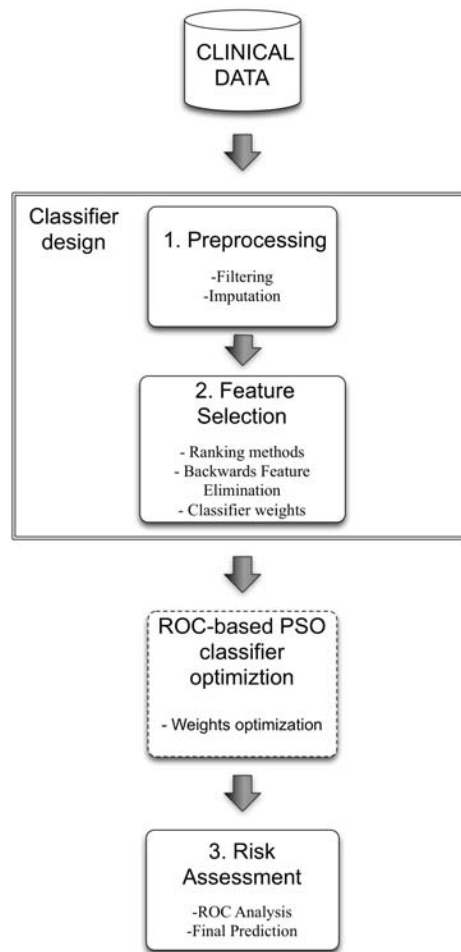 CLINICAL
DATA
Classifier
design
1. Preprocessing
-Filtering
-Imputation
2. Feature
Selection
- Ranking methods
- Backwards Feature
Elimination
- Classifier weights
ROC-based PSO
classifier
optimiztion
- Weights optimization
3. Risk
Assessment
-ROC Analysis
-Final Prediction